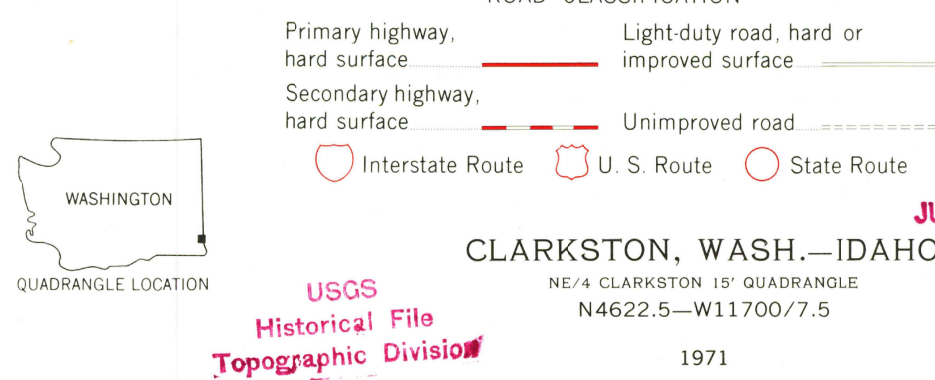 ROAD CLASSIFICATION
Primary highway,
hard surface
Light-duty road, hard or
improved surface
Secondary highway,
hard surface
Unimproved road
Interstate Route
U. S. Route
State Route
WASHINGTON
QUADRANGLE LOCATION
CLARKSTON, WASH.—IDAHO
NE/4 CLARKSTON 15' QUADRANGLE
N4622.5—W11700/7.5
1971
USGS
Historical File
Topographic Division